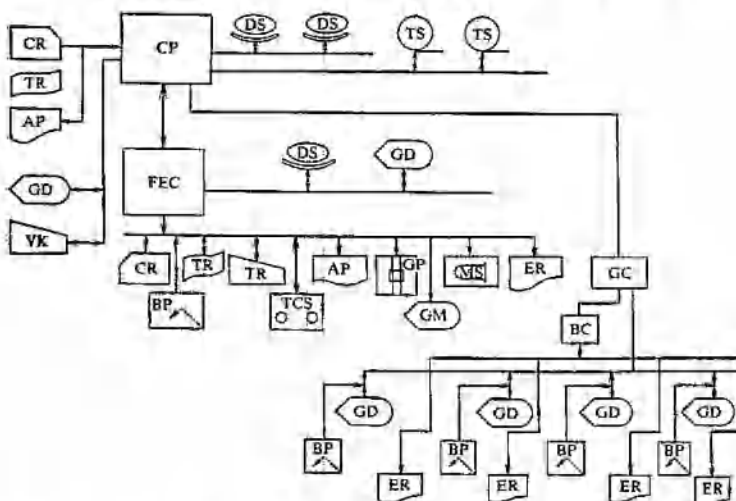 DS DS TS TS
CR CP
TR
AP
DS GD
GD FEC
VK
CR TR TR AP GP MS ER GC
BP TCS GM
BC
GD GD GD GD
BP BP BP BP
ER ER ER ER